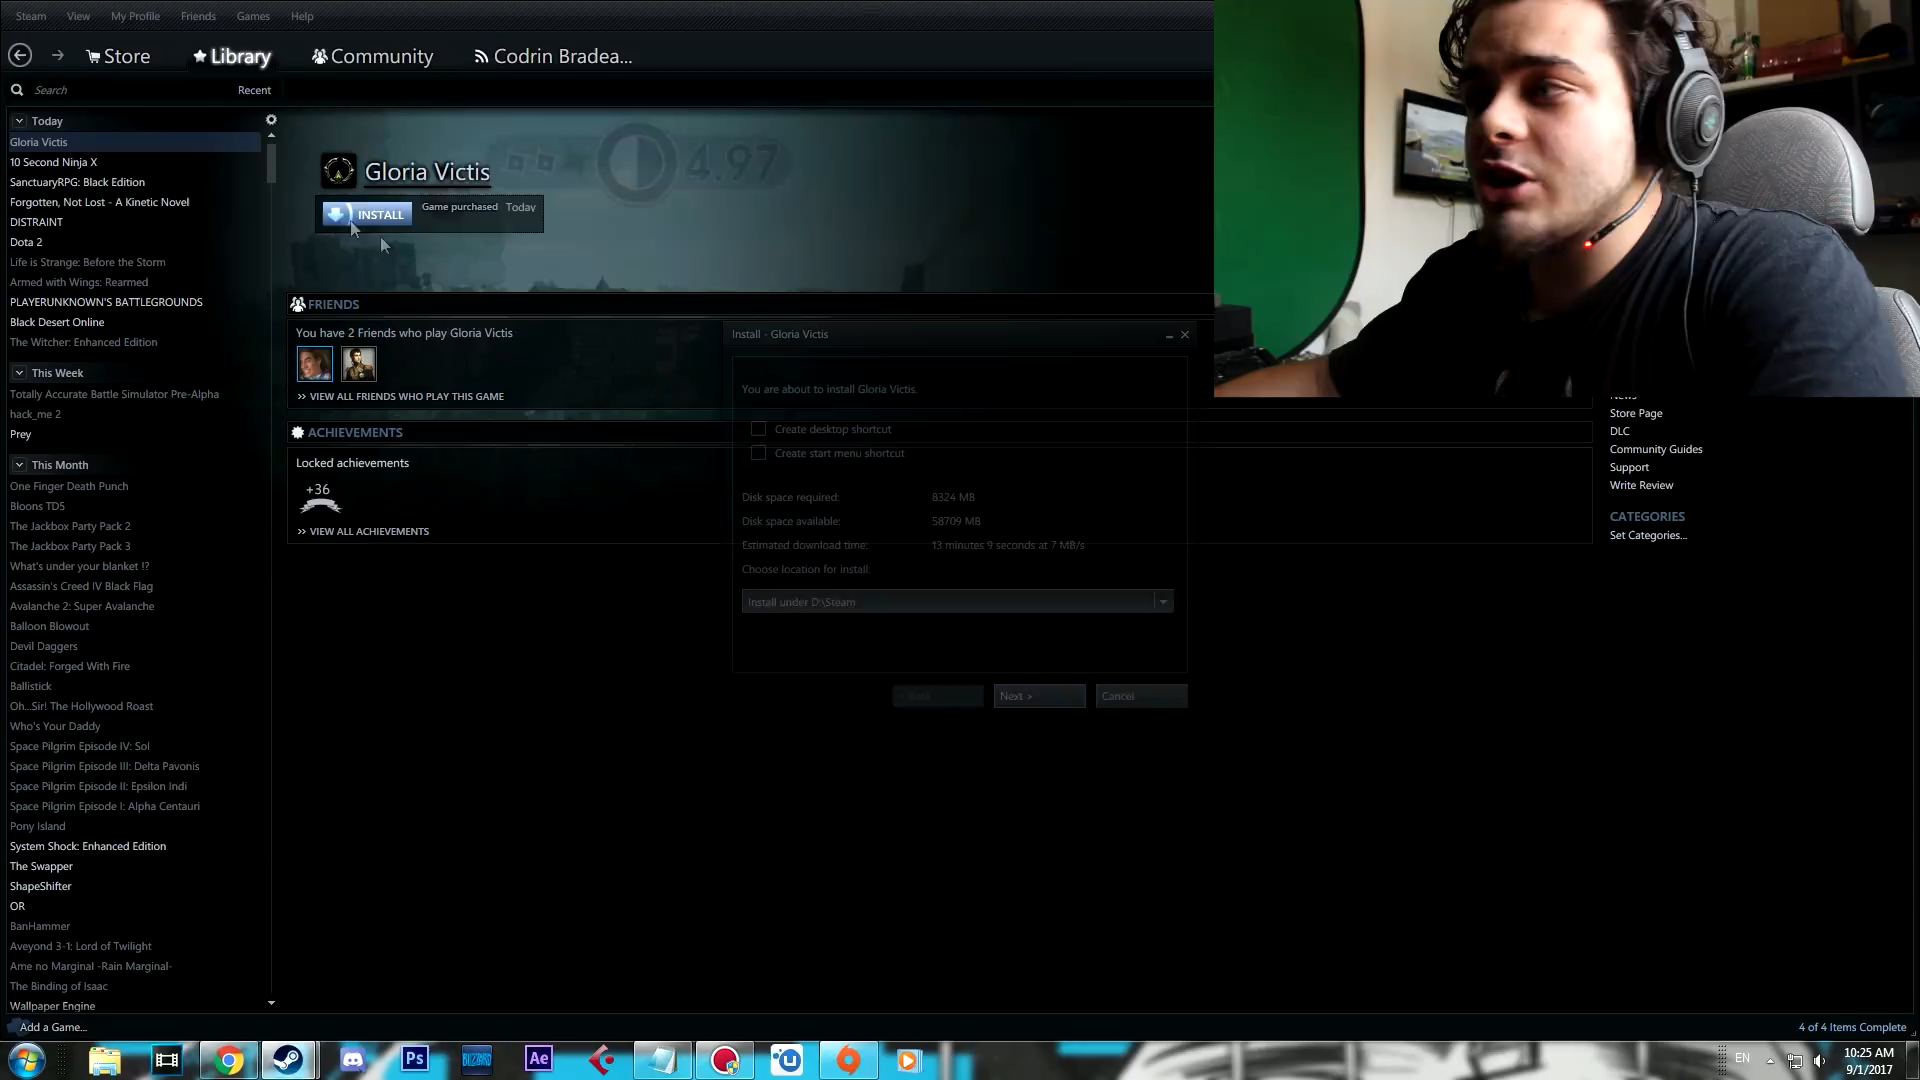 Steam View My Profile Friends Games Help
Store Library Community Codrin Bradea...
Search Recent
Today
Gloria Victis
10 Second Ninja X
SanctuaryRPG: Black Edition
Forgotten, Not Lost - A Kinetic Novel
DISTRAINT
Dota 2
Life is Strange: Before the Storm
Armed with Wings: Rearmed
PLAYERUNKNOWN'S BATTLEGROUNDS
Black Desert Online
The Witcher: Enhanced Edition
This Week
Totally Accurate Battle Simulator Pre-Alpha
hack_me 2
Prey
This Month
One Finger Death Punch
Bloons TD5
The Jackbox Party Pack 2
The Jackbox Party Pack 3
What's under your blanket !?
Assassin's Creed IV Black Flag
Avalanche 2: Super Avalanche
Balloon Blowout
Devil Daggers
Citadel: Forged With Fire
Ballistick
Oh...Sir! The Hollywood Roast
Who's Your Daddy
Space Pilgrim Episode IV: Sol
Space Pilgrim Episode III: Delta Pavonis
Space Pilgrim Episode II: Epsilon Indi
Space Pilgrim Episode I: Alpha Centauri
Pony Island
System Shock: Enhanced Edition
The Swapper
ShapeShifter
OR
BanHammer
Aveyond 3-1: Lord of Twilight
Ame no Marginal -Rain Marginal-
The Binding of Isaac
Wallpaper Engine
Add a Game...
4.97
Gloria Victis
INSTALL Game purchased Today
FRIENDS
You have 2 Friends who play Gloria Victis
>> VIEW ALL FRIENDS WHO PLAY THIS GAME
ACHIEVEMENTS
Locked achievements
+36
>> VIEW ALL ACHIEVEMENTS
Install - Gloria Victis
You are about to install Gloria Victis.
Create desktop shortcut
Create start menu shortcut
Disk space required: 8324 MB
Disk space available: 58709 MB
Estimated download time: 13 minutes 9 seconds at 7 MB/s
Choose location for install:
Install under D:\Steam
< Back Next > Cancel
News
Store Page
DLC
Community Guides
Support
Write Review
CATEGORIES
Set Categories...
4 of 4 Items Complete
Ps BLIZZARD Ae
EN
10:25 AM
9/1/2017